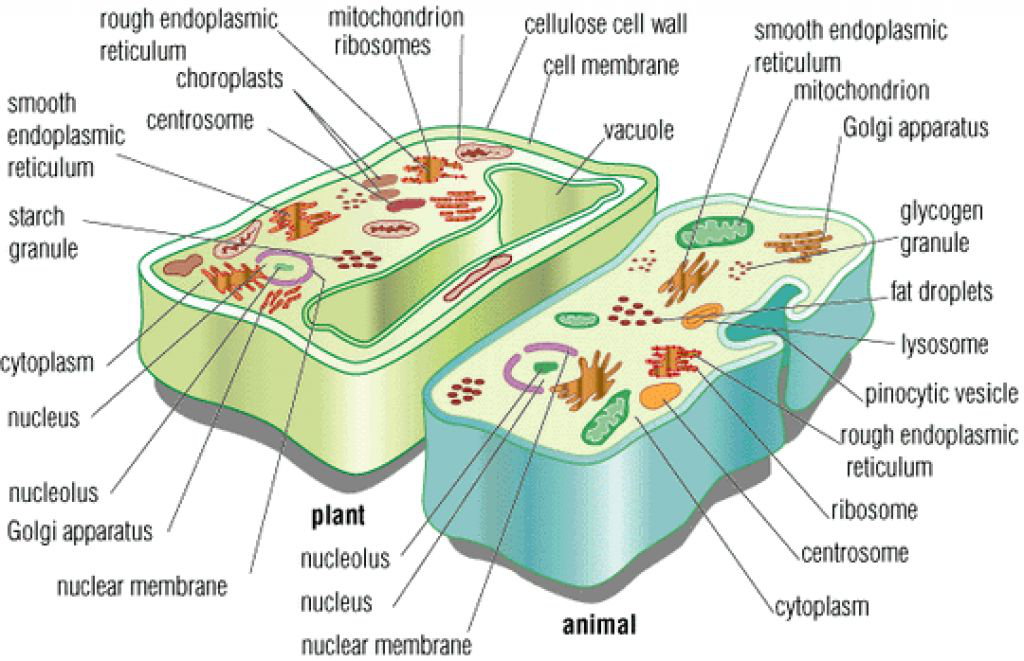 rough endoplasmic
reticulum
mitochondrion
ribosomes
cellulose cell wall
cell membrane
smooth endoplasmic
reticulum
mitochondrion
Golgi apparatus
choroplasts
centrosome
vacuole
smooth
endoplasmic
reticulum
starch
granule
glycogen
granule
fat droplets
lysosome
pinocytic vesicle
rough endoplasmic
reticulum
ribosome
centrosome
cytoplasm
cytoplasm
nucleus
nucleolus
Golgi apparatus
nuclear membrane
plant
nucleolus
nucleus
nuclear membrane
animal